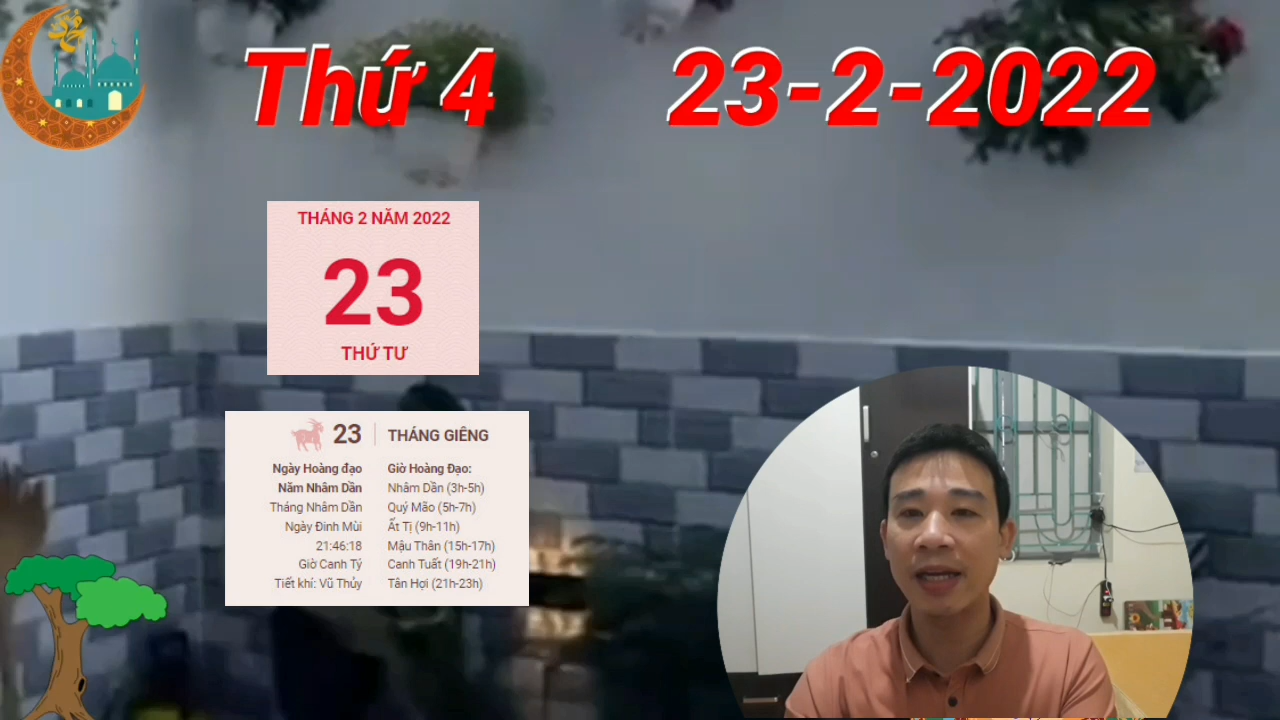 Thứ 4 23-2-2022
THÁNG 2 NĂM 2022
23
THỨ TƯ
23 THÁNG GIÊNG
Ngày Hoàng đạo
Năm Nhâm Dần
Tháng Nhâm Dần
Ngày Đinh Mùi
21:46:18
Giờ Canh Tý
Tiết khí: Vũ Thủy
Giờ Hoàng Đạo:
Nhâm Dần (3h-5h)
Quý Mão (5h-7h)
Ất Tị (9h-11h)
Mậu Thân (15h-17h)
Canh Tuất (19h-21h)
Tân Hợi (21h-23h)